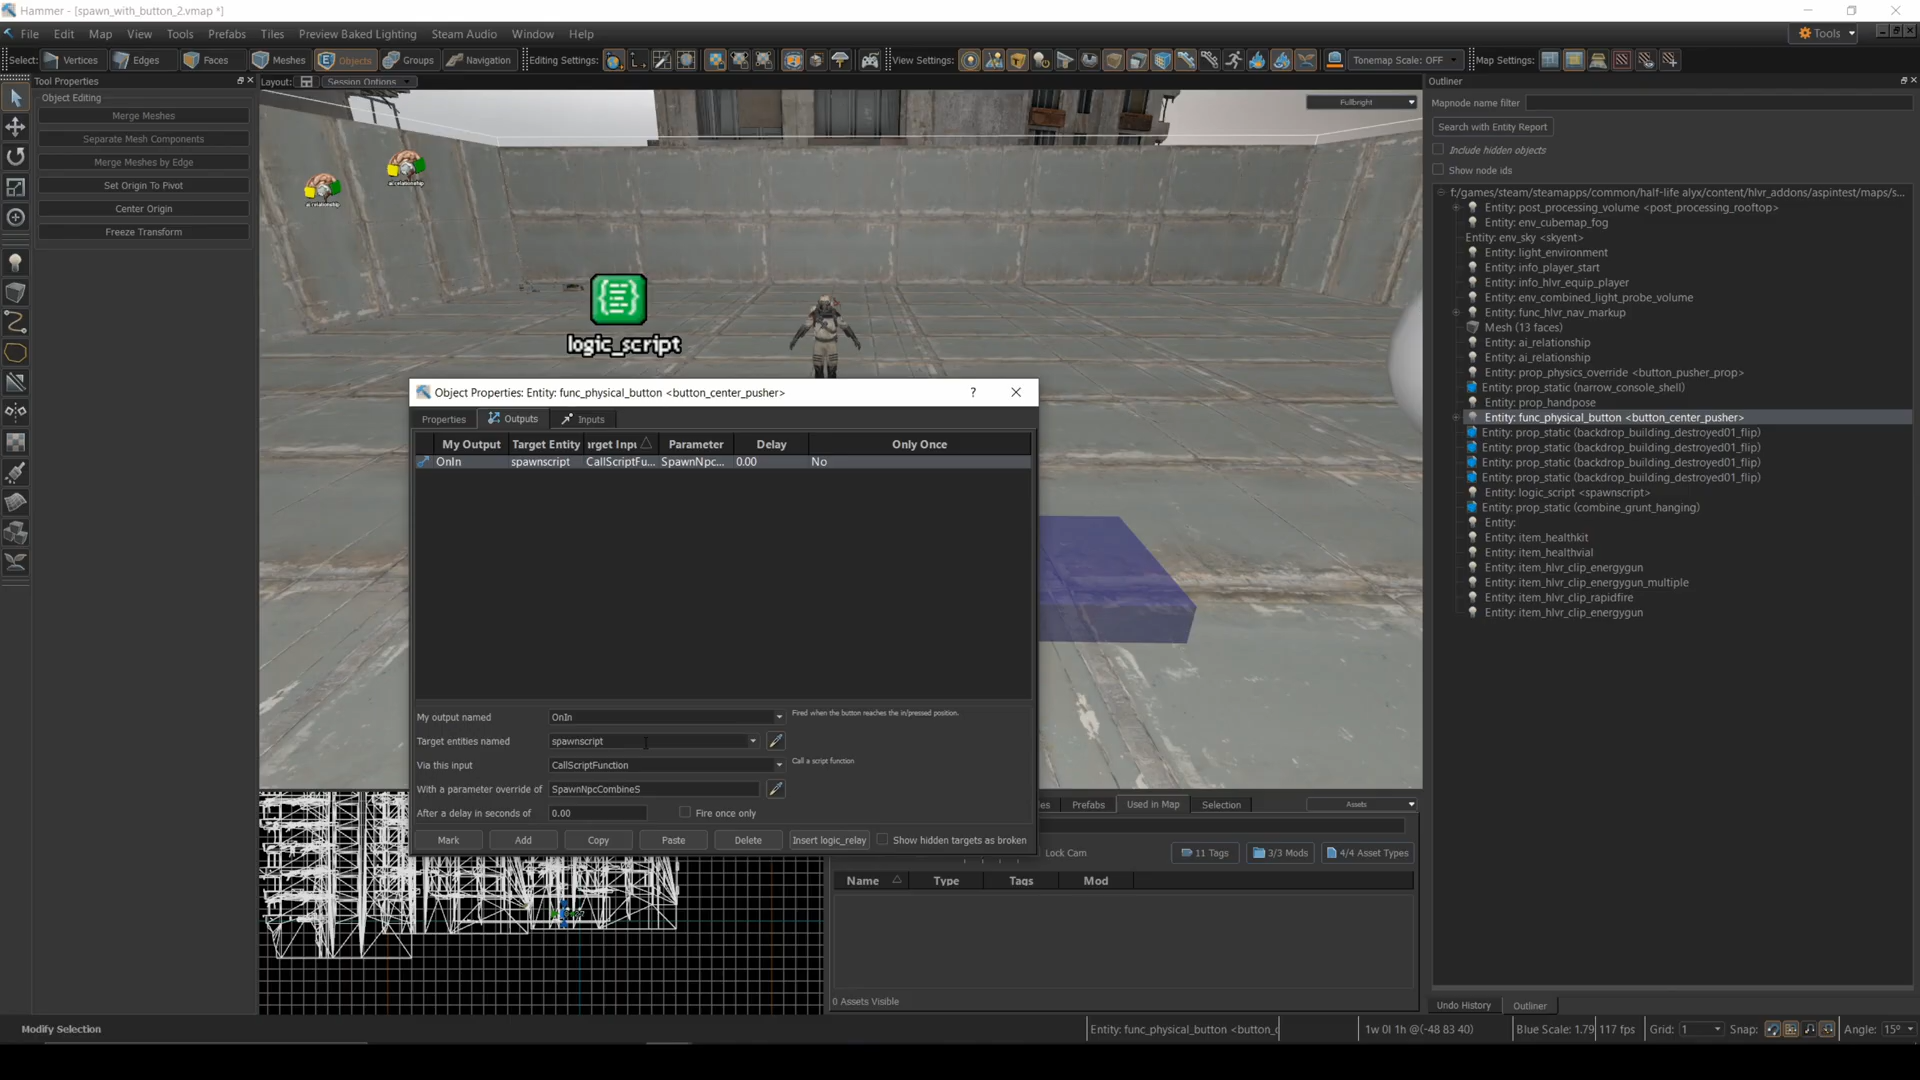 Hammer - [spawn_with_button_2.vmap *]
File Edit Map View Tools Prefabs Tiles Preview Baked Lighting Steam Audio Window Help
Tools
Select: Vertices Edges Faces Meshes Objects Groups Navigation Editing Settings: View Settings: Tonemap Scale: OFF Map Settings:
Tool Properties
Object Editing
Merge Meshes
Separate Mesh Components
Merge Meshes by Edge
Set Origin To Pivot
Center Origin
Freeze Transform
Layout: Session Options
Fullbright
ai_relationship
ai_relationship
logic_script
Object Properties: Entity: func_physical_button <button_center_pusher>
?
Properties Outputs Inputs
My Output Target Entity arget Inpu Parameter Delay Only Once
OnIn spawnscript CallScriptFu... SpawnNpc... 0.00 No
My output named OnIn Fired when the button reaches the in/pressed position.
Target entities named spawnscript
Via this input CallScriptFunction Call a script function
With a parameter override of SpawnNpcCombineS
After a delay in seconds of 0.00 Fire once only
Mark Add Copy Paste Delete Insert logic_relay Show hidden targets as broken
Prefabs Used in Map Selection Assets
Lock Cam 11 Tags 3/3 Mods 4/4 Asset Types
Name Type Tags Mod
0 Assets Visible
Outliner
Mapnode name filter
Search with Entity Report
Include hidden objects
Show node ids
f:/games/steam/steamapps/common/half-life alyx/content/hlvr_addons/aspintest/maps/s...
Entity: post_processing_volume <post_processing_rooftop>
Entity: env_cubemap_fog
Entity: env_sky <skyent>
Entity: light_environment
Entity: info_player_start
Entity: info_hlvr_equip_player
Entity: env_combined_light_probe_volume
Entity: func_hlvr_nav_markup
Mesh (13 faces)
Entity: ai_relationship
Entity: ai_relationship
Entity: prop_physics_override <button_pusher_prop>
Entity: prop_static (narrow_console_shell)
Entity: prop_handpose
Entity: func_physical_button <button_center_pusher>
Entity: prop_static (backdrop_building_destroyed01_flip)
Entity: prop_static (backdrop_building_destroyed01_flip)
Entity: prop_static (backdrop_building_destroyed01_flip)
Entity: prop_static (backdrop_building_destroyed01_flip)
Entity: logic_script <spawnscript>
Entity: prop_static (combine_grunt_hanging)
Entity:
Entity: item_healthkit
Entity: item_healthvial
Entity: item_hlvr_clip_energygun
Entity: item_hlvr_clip_energygun_multiple
Entity: item_hlvr_clip_rapidfire
Entity: item_hlvr_clip_energygun
Undo History Outliner
Modify Selection
Entity: func_physical_button <button_c
1w 0l 1h @(-48 83 40)
Blue Scale: 1.79 117 fps Grid: 1 Snap: Angle: 15°